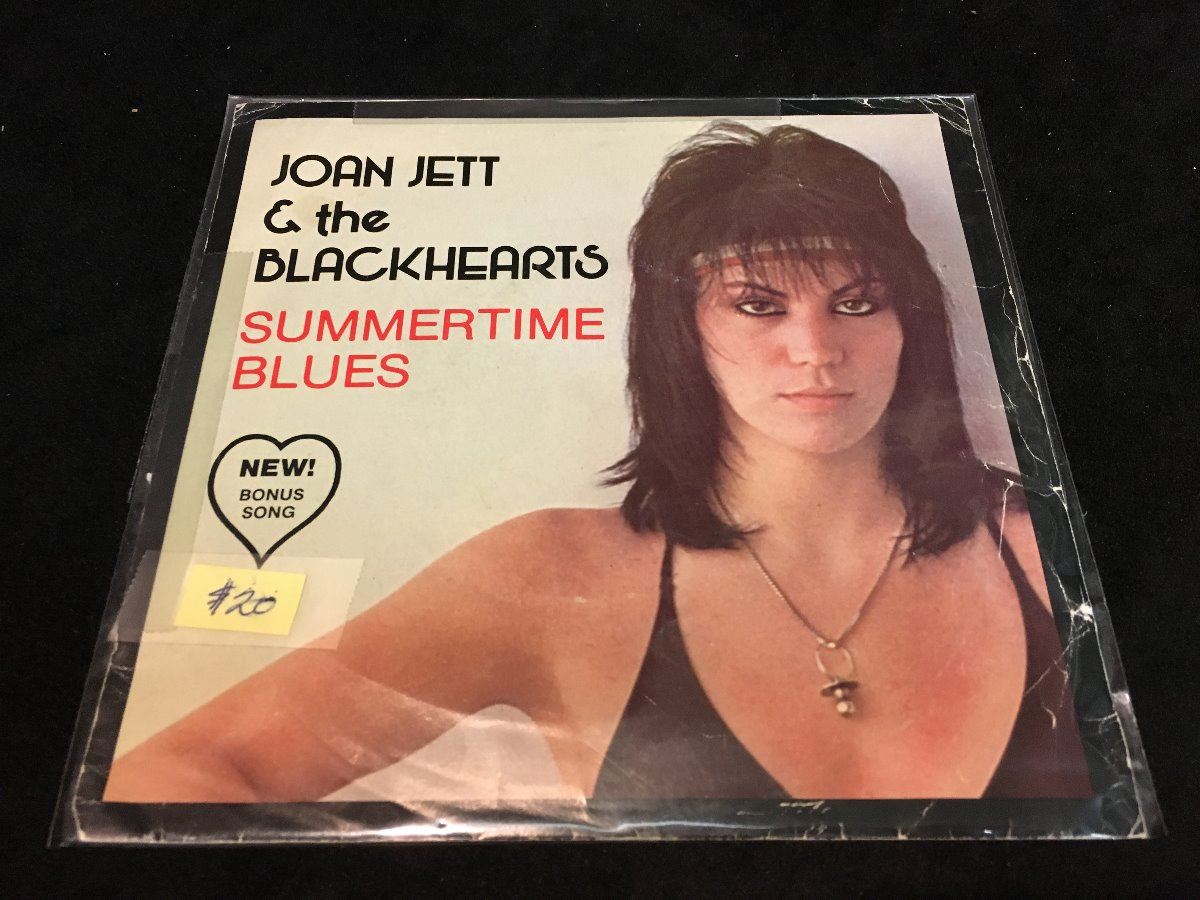 JOAN JETT
& the
BLACKHEARTS
SUMMERTIME
BLUES
NEW!
BONUS
SONG
$20